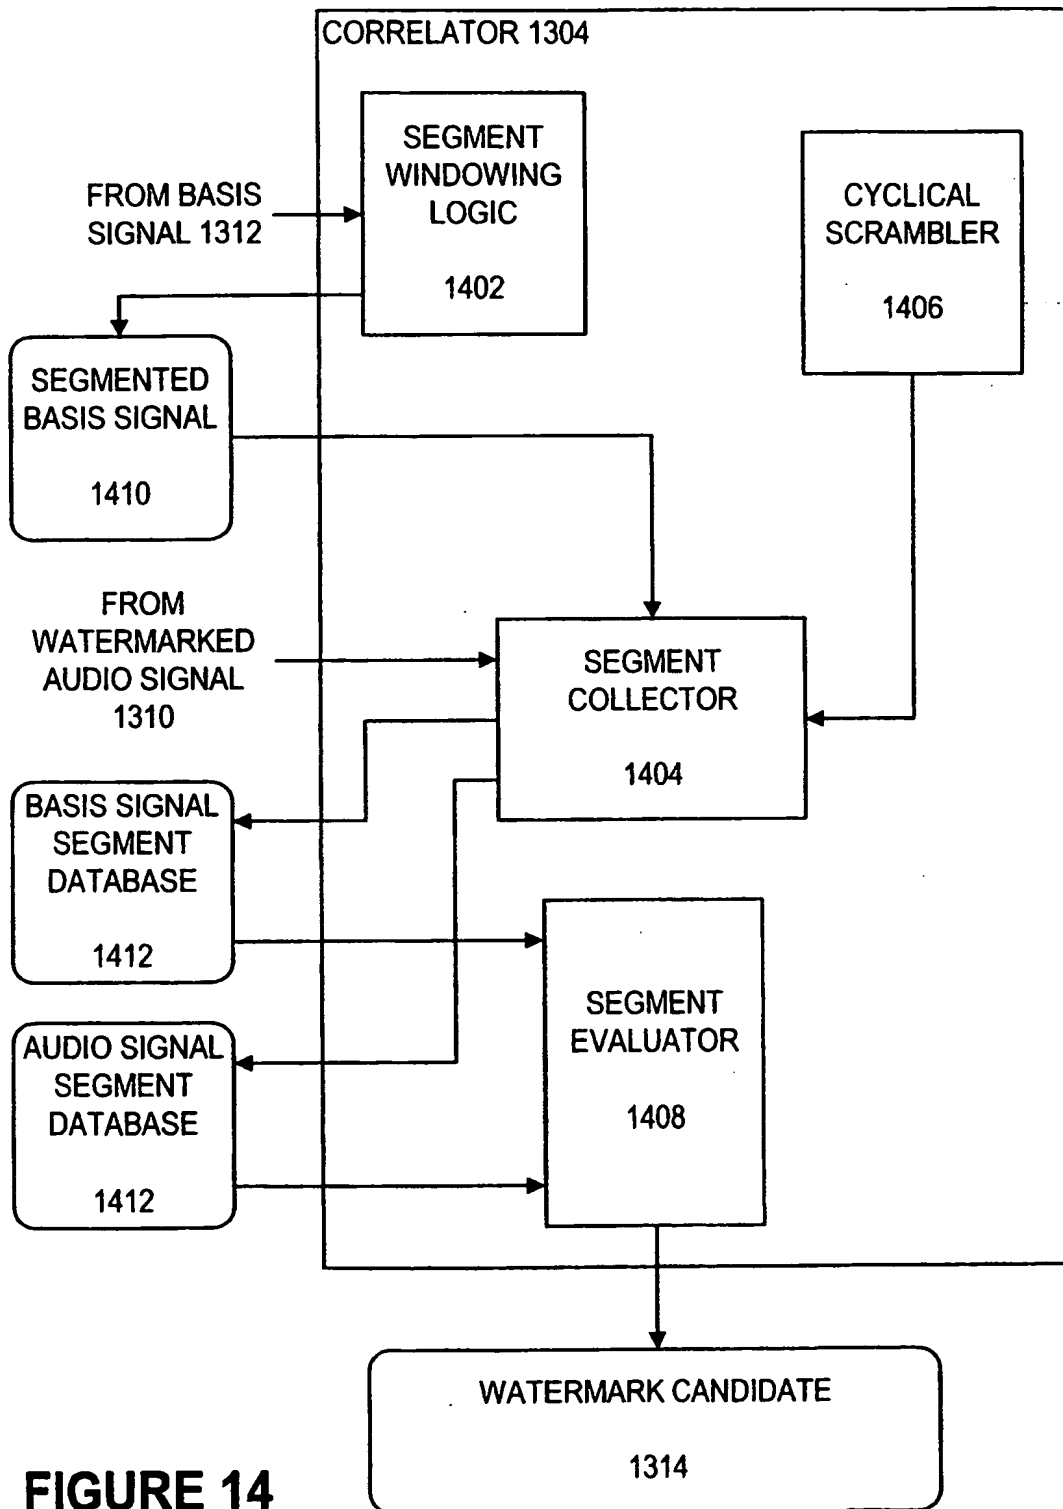 CORRELATOR 1304
SEGMENT
WINDOWING
LOGIC
1402
CYCLICAL
SCRAMBLER
1406
FROM BASIS
SIGNAL 1312
SEGMENTED
BASIS SIGNAL
1410
FROM
WATERMARKED
AUDIO SIGNAL
1310
SEGMENT
COLLECTOR
1404
BASIS SIGNAL
SEGMENT
DATABASE
1412
SEGMENT
EVALUATOR
1408
AUDIO SIGNAL
SEGMENT
DATABASE
1412
WATERMARK CANDIDATE
1314
FIGURE 14